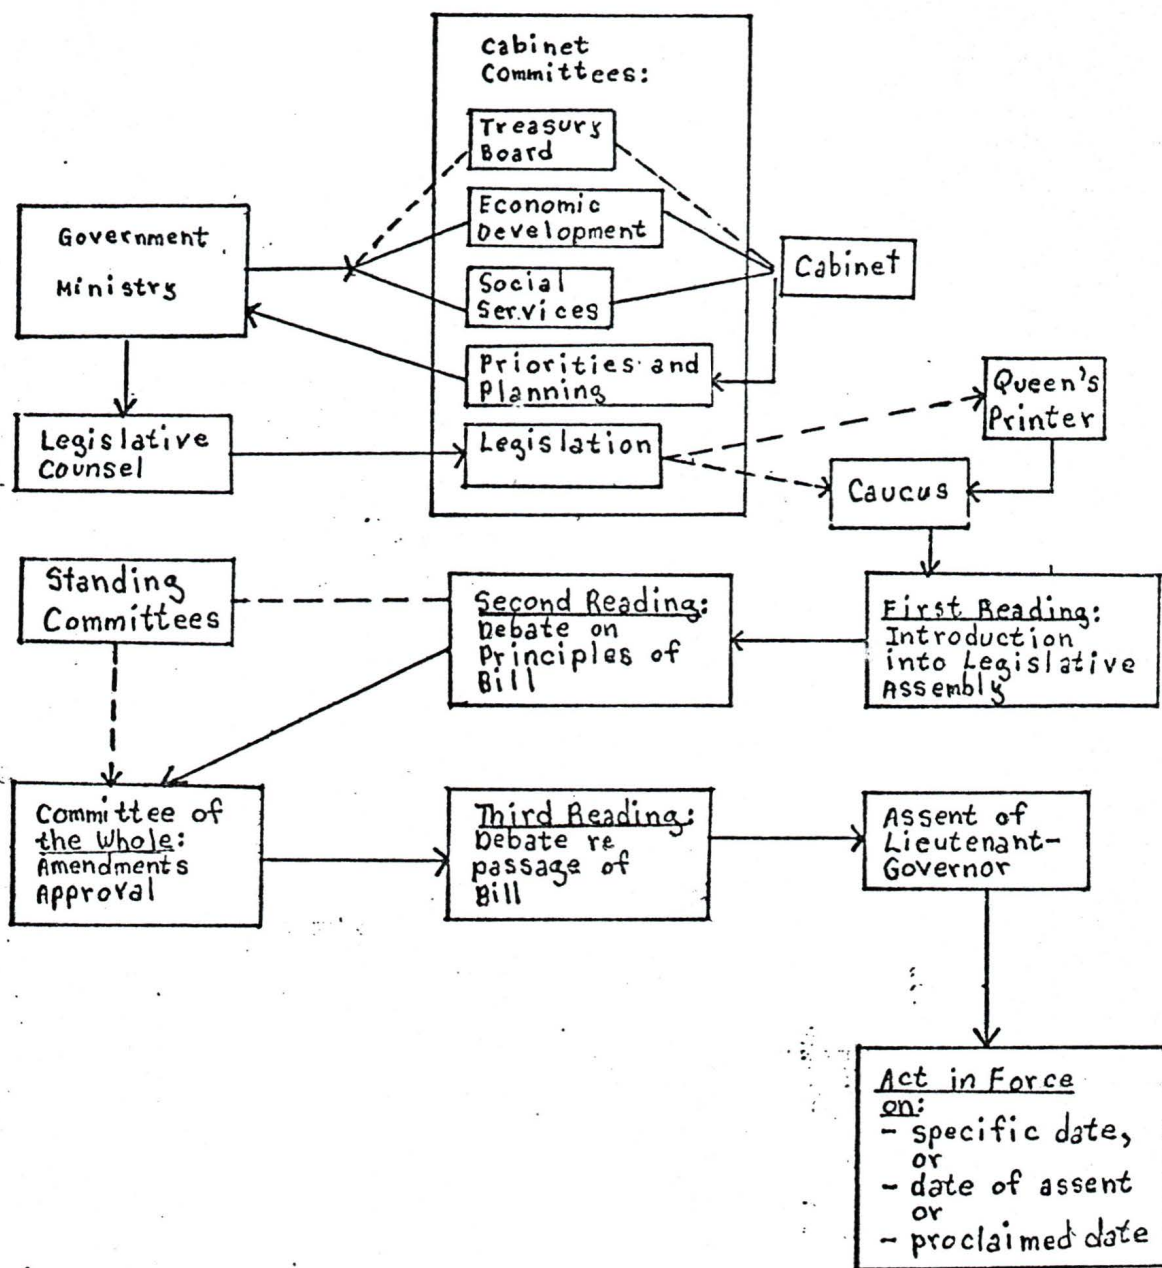 Cabinet
Committees:
Treasury
Board
Economic
Development
Government
Ministry
Cabinet
Social
Services
Priorities and
Planning
Queen's
Printer
Legislative
Counsel
Legislation
Caucus
Standing
Committees
Second Reading:
Debate on
Principles of
Bill
First Reading:
Introduction
into Legislative
Assembly
Committee of
the Whole:
Amendments
Approval
Third Reading:
Debate re
passage of
Bill
Assent of
Lieutenant-
Governor
Act in Force
on:
- specific date,
or
- date of assent
or
- proclaimed date